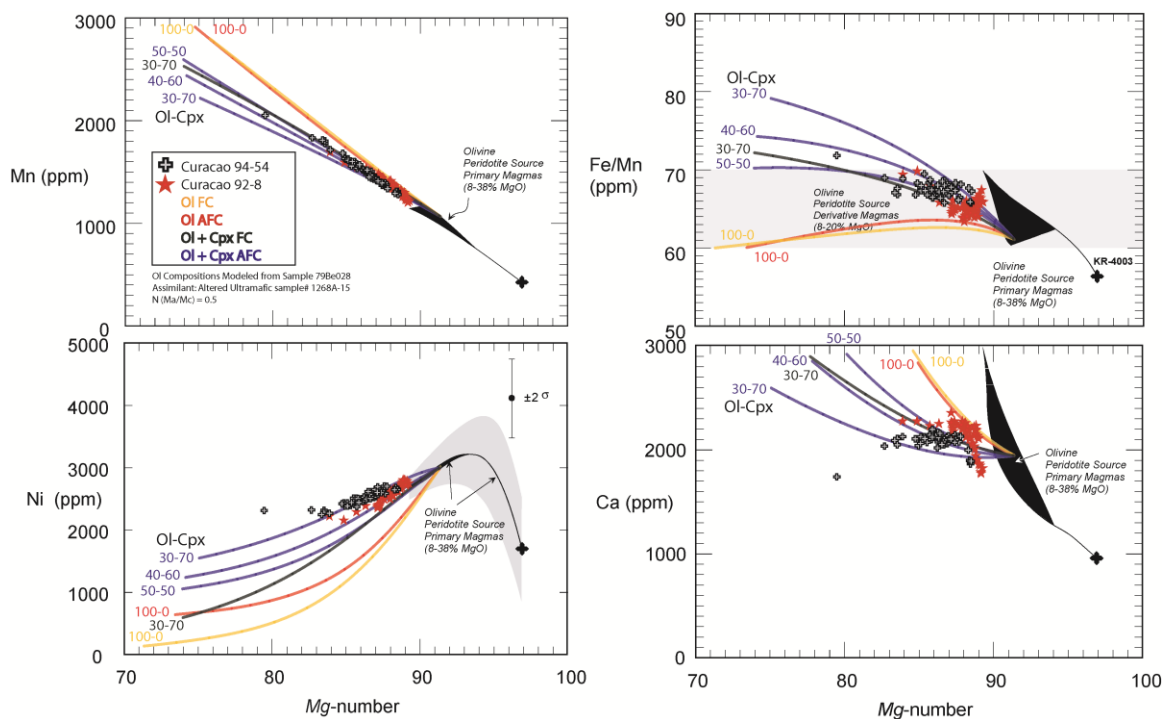 3000
2000
1000
0
Mn (ppm)
100-0
100-0
50-50
30-70
40-60
30-70
Ol-Cpx
Curacao 94-54
Curacao 92-8
Ol FC
Ol AFC
Ol + Cpx FC
Ol + Cpx AFC
Ol Compositions Modeled from Sample 79Be028
Assimilant: Altered Ultramafic sample# 1268A-15
N (Ma/Mc) = 0.5
Olivine
Peridotite Source
Primary Magmas
(8-38% MgO)
70
80
90
100
90
80
70
60
50
Fe/Mn
(ppm)
Ol-Cpx
30-70
40-60
30-70
50-50
100-0
100-0
Olivine
Peridotite Source
Derivative Magmas
(8-20% MgO)
KR-4003
Olivine
Peridotite Source
Primary Magmas
(8-38% MgO)
70
80
90
100
5000
4000
3000
2000
1000
0
Ni (ppm)
±2 σ
Ol-Cpx
30-70
40-60
50-50
100-0
30-70
100-0
Olivine
Peridotite Source
Primary Magmas
(8-38% MgO)
70
80
90
100
Mg-number
3000
2000
1000
0
Ca (ppm)
50-50
40-60
30-70
30-70
Ol-Cpx
100-0
100-0
Olivine
Peridotite Source
Primary Magmas
(8-38% MgO)
70
80
90
100
Mg-number